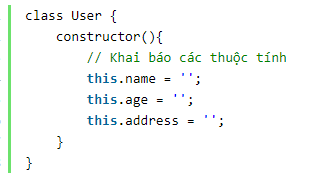 class User {
    constructor(){
        // Khai báo các thuộc tính
        this.name = '';
        this.age = '';
        this.address = '';
    }
}